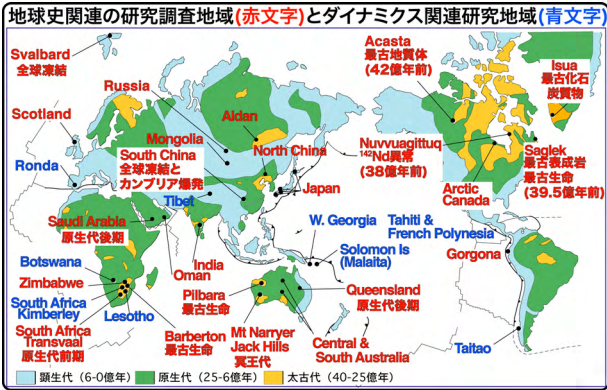 地球史関連の研究調査地域(赤文字)とダイナミクス関連研究地域(青文字)
Svalbard
全球凍結
Russia
Scotland
Aldan
Mongolia
North China
South China
全球凍結と
カンブリア爆発
Ronda
Tibet
Japan
Saudi Arabia
原生代後期
Oman
India
Botswana
Zimbabwe
South Africa
Kimberley
South Africa
Transvaal
原生代前期
Lesotho
Barberton
最古生命
Pilbara
最古生命
Mt Narryer
Jack Hills
冥王代
Central &
South Australia
Queensland
原生代後期
W. Georgia
Solomon Is
(Malaita)
Tahiti &
French Polynesia
Acasta
最古地質体
(42億年前)
Isua
最古化石
炭質物
Nuvvuagittuq
¹⁴²Nd異常
(38億年前)
Saglek
最古表成岩
最古生命
(39.5億年前)
Arctic
Canada
Gorgona
Taitao
顕生代（6-0億年）
原生代（25-6億年）
太古代（40-25億年）